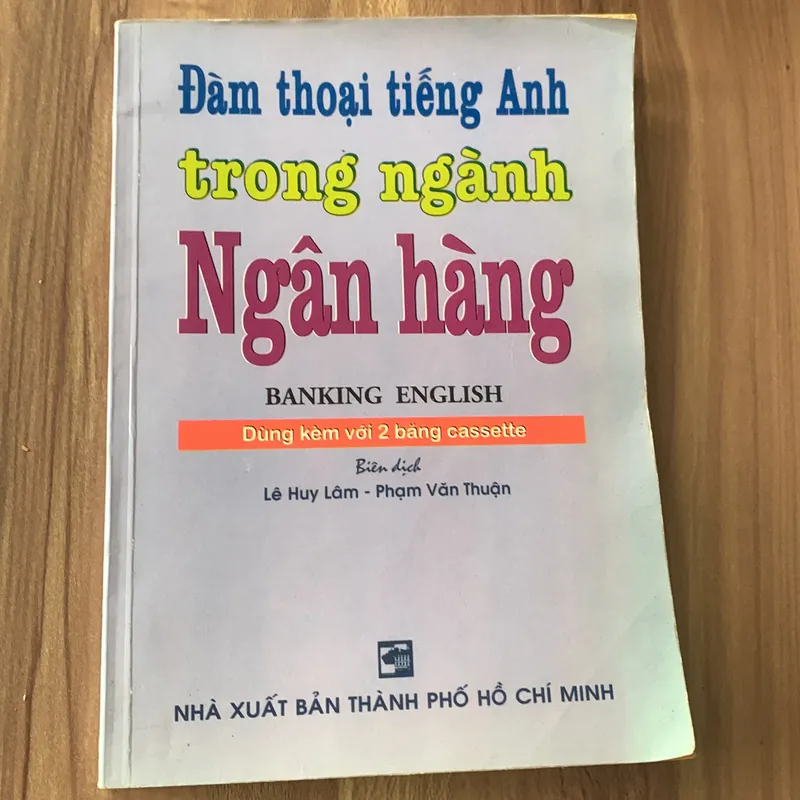 Đàm thoại tiếng Anh
trong ngành
Ngân hàng
BANKING ENGLISH
Dùng kèm với 2 băng cassette
Biên dịch
Lê Huy Lâm - Phạm Văn Thuận
NHÀ XUẤT BẢN THÀNH PHỐ HỒ CHÍ MINH